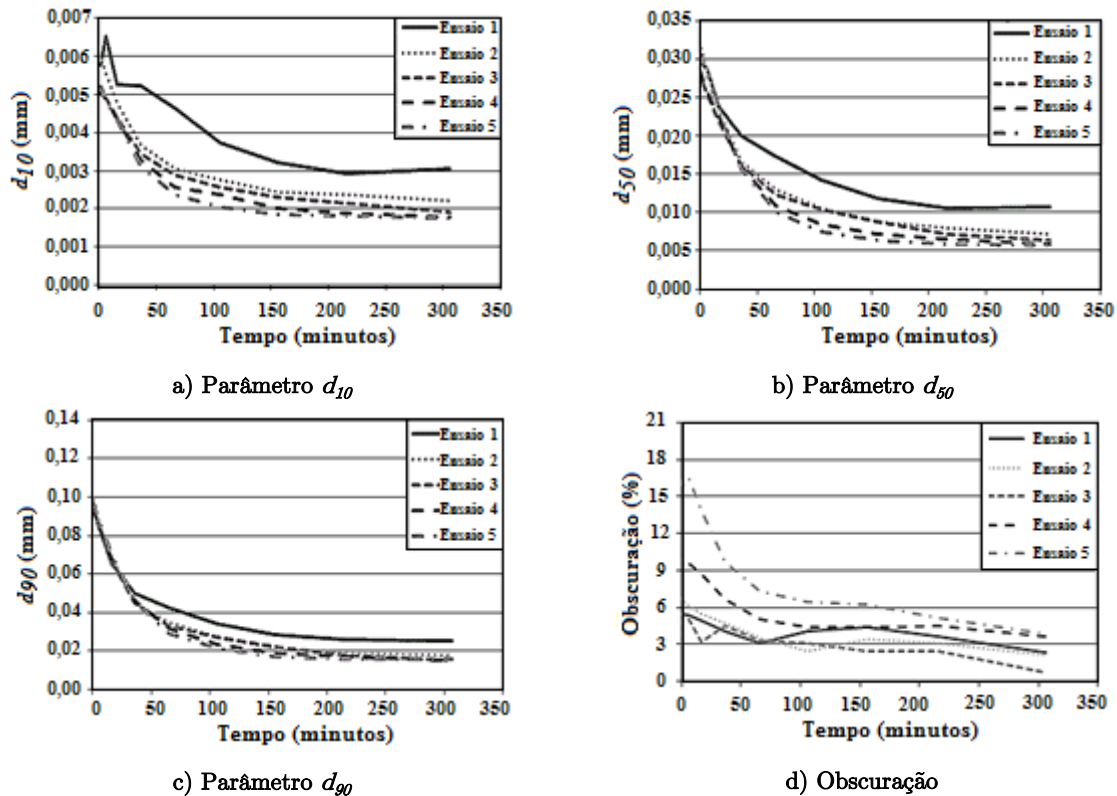 0,007
0,006
0,005
0,004
0,003
0,002
0,001
0,000
d10 (mm)
0 50 100 150 200 250 300 350
Tempo (minutos)
Ensaio 1
Ensaio 2
Ensaio 3
Ensaio 4
Ensaio 5
a) Parâmetro d10
0,035
0,030
0,025
0,020
0,015
0,010
0,005
0,000
d50 (mm)
0 50 100 150 200 250 300 350
Tempo (minutos)
Ensaio 1
Ensaio 2
Ensaio 3
Ensaio 4
Ensaio 5
b) Parâmetro d50
0,14
0,12
0,10
0,08
0,06
0,04
0,02
0,00
d90 (mm)
0 50 100 150 200 250 300 350
Tempo (minutos)
Ensaio 1
Ensaio 2
Ensaio 3
Ensaio 4
Ensaio 5
c) Parâmetro d90
21
18
15
12
9
6
3
0
Obscuração (%)
0 50 100 150 200 250 300 350
Tempo (minutos)
Ensaio 1
Ensaio 2
Ensaio 3
Ensaio 4
Ensaio 5
d) Obscuração